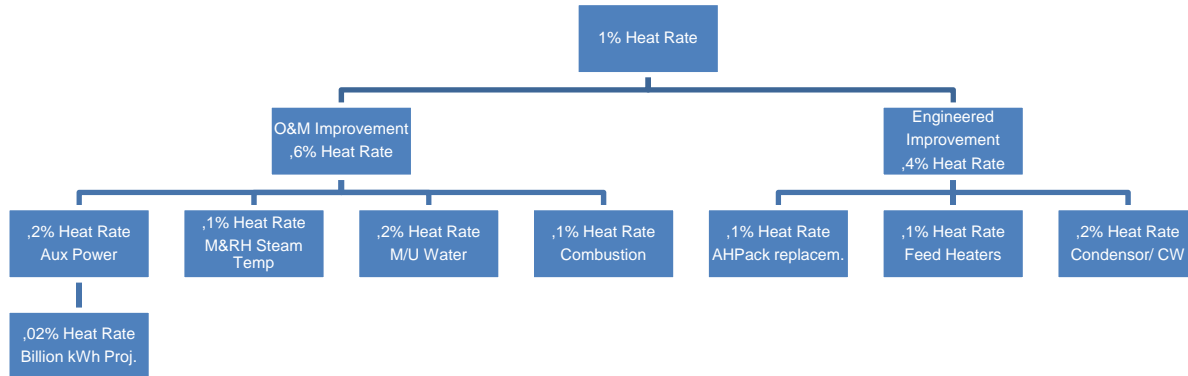 1% Heat Rate
O&M Improvement
,6% Heat Rate
Engineered
Improvement
,4% Heat Rate
,2% Heat Rate
Aux Power
,1% Heat Rate
M&RH Steam
Temp
,2% Heat Rate
M/U Water
,1% Heat Rate
Combustion
,1% Heat Rate
AHPack replacem.
,1% Heat Rate
Feed Heaters
,2% Heat Rate
Condensor/ CW
,02% Heat Rate
Billion kWh Proj.